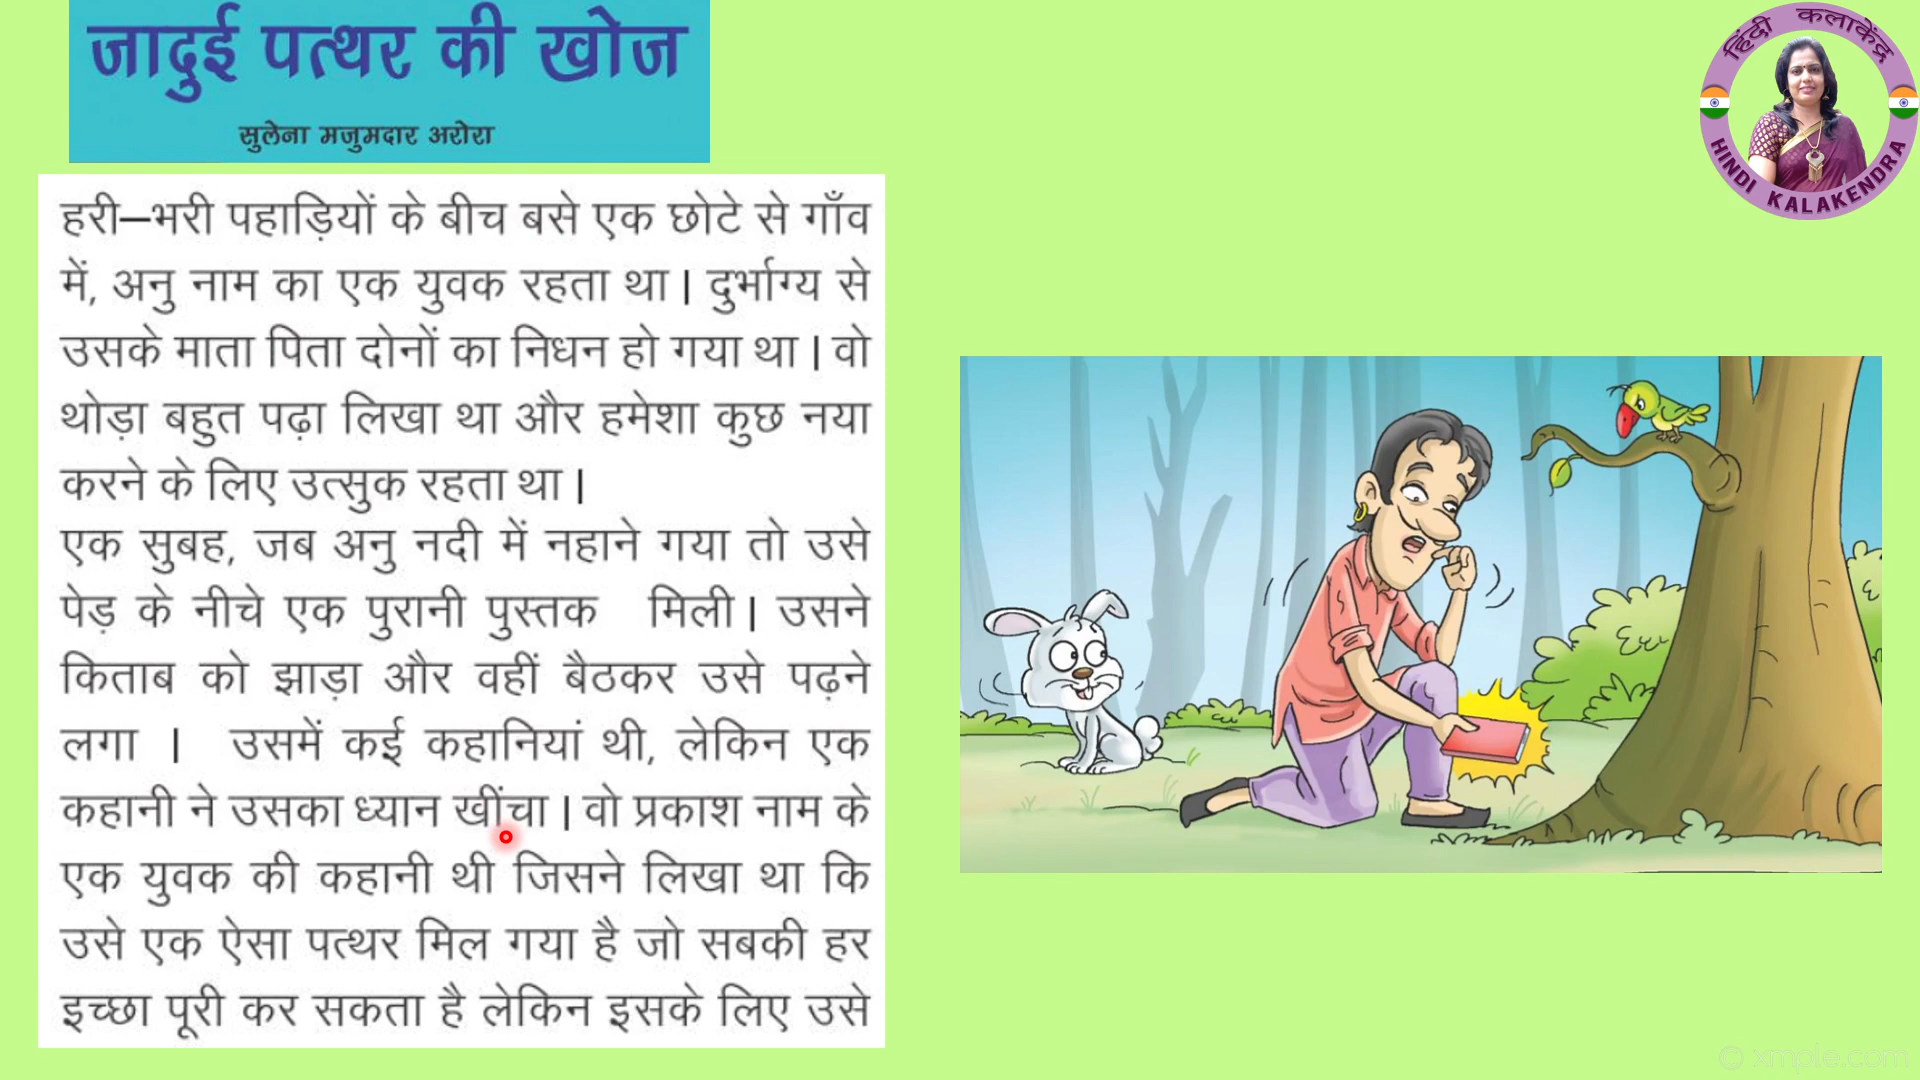 जादुई पत्थर की खोज
सुलेना मजुमदार अरोरा
हरी–भरी पहाड़ियों के बीच बसे एक छोटे से गाँव
में, अनु नाम का एक युवक रहता था | दुर्भाग्य से
उसके माता पिता दोनों का निधन हो गया था | वो
थोड़ा बहुत पढ़ा लिखा था और हमेशा कुछ नया
करने के लिए उत्सुक रहता था |
एक सुबह, जब अनु नदी में नहाने गया तो उसे
पेड़ के नीचे एक पुरानी पुस्तक मिली | उसने
किताब को झाड़ा और वहीं बैठकर उसे पढ़ने
लगा | उसमें कई कहानियां थी, लेकिन एक
कहानी ने उसका ध्यान खींचा | वो प्रकाश नाम के
एक युवक की कहानी थी जिसने लिखा था कि
उसे एक ऐसा पत्थर मिल गया है जो सबकी हर
इच्छा पूरी कर सकता है लेकिन इसके लिए उसे
हिंदी कलाकेंद्र
HINDI KALAKENDRA
© xmple.com